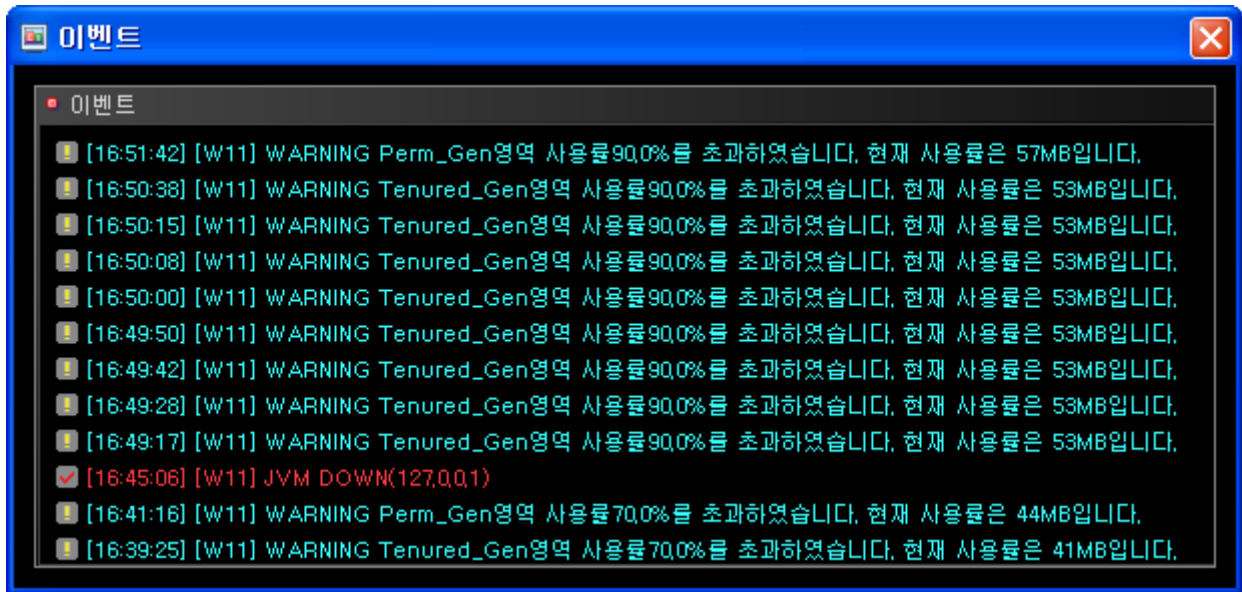 이벤트
이벤트
[16:51:42] [W11] WARNING Perm_Gen영역 사용률90.0%를 초과하였습니다. 현재 사용률은 57MB입니다.
[16:50:38] [W11] WARNING Tenured_Gen영역 사용률90.0%를 초과하였습니다. 현재 사용률은 53MB입니다.
[16:50:15] [W11] WARNING Tenured_Gen영역 사용률90.0%를 초과하였습니다. 현재 사용률은 53MB입니다.
[16:50:08] [W11] WARNING Tenured_Gen영역 사용률90.0%를 초과하였습니다. 현재 사용률은 53MB입니다.
[16:50:00] [W11] WARNING Tenured_Gen영역 사용률90.0%를 초과하였습니다. 현재 사용률은 53MB입니다.
[16:49:50] [W11] WARNING Tenured_Gen영역 사용률90.0%를 초과하였습니다. 현재 사용률은 53MB입니다.
[16:49:42] [W11] WARNING Tenured_Gen영역 사용률90.0%를 초과하였습니다. 현재 사용률은 53MB입니다.
[16:49:28] [W11] WARNING Tenured_Gen영역 사용률90.0%를 초과하였습니다. 현재 사용률은 53MB입니다.
[16:49:17] [W11] WARNING Tenured_Gen영역 사용률90.0%를 초과하였습니다. 현재 사용률은 53MB입니다.
[16:45:06] [W11] JVM DOWN(127.0.0.1)
[16:41:16] [W11] WARNING Perm_Gen영역 사용률70.0%를 초과하였습니다. 현재 사용률은 44MB입니다.
[16:39:25] [W11] WARNING Tenured_Gen영역 사용률70.0%를 초과하였습니다. 현재 사용률은 41MB입니다.